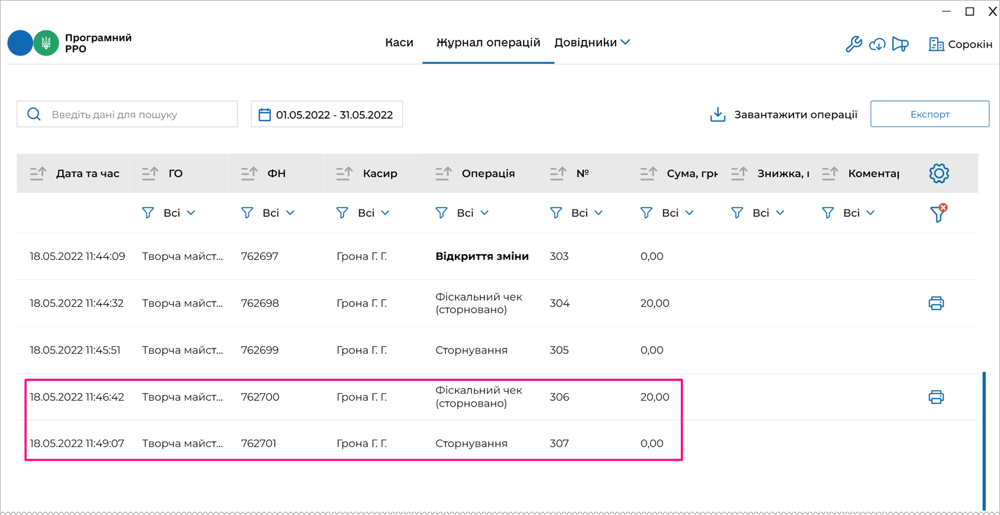 X
Програмний
РРО
Каси Журнал операцій Довідники
Сорокін
Введіть дані для пошуку 01.05.2022 - 31.05.2022 Завантажити операції Експорт
Дата та час ГО ФН Касир Операція № Сума, грн Знижка, Коментар
Всі Всі Всі Всі Всі Всі Всі Всі
18.05.2022 11:44:09 Творча майст... 762697 Грона Г. Г. Відкриття зміни 303 0,00
18.05.2022 11:44:32 Творча майст... 762698 Грона Г. Г. Фіскальний чек (сторновано) 304 20,00
18.05.2022 11:45:51 Творча майст... 762699 Грона Г. Г. Сторнування 305 0,00
18.05.2022 11:46:42 Творча майст... 762700 Грона Г. Г. Фіскальний чек (сторновано) 306 20,00
18.05.2022 11:49:07 Творча майст... 762701 Грона Г. Г. Сторнування 307 0,00